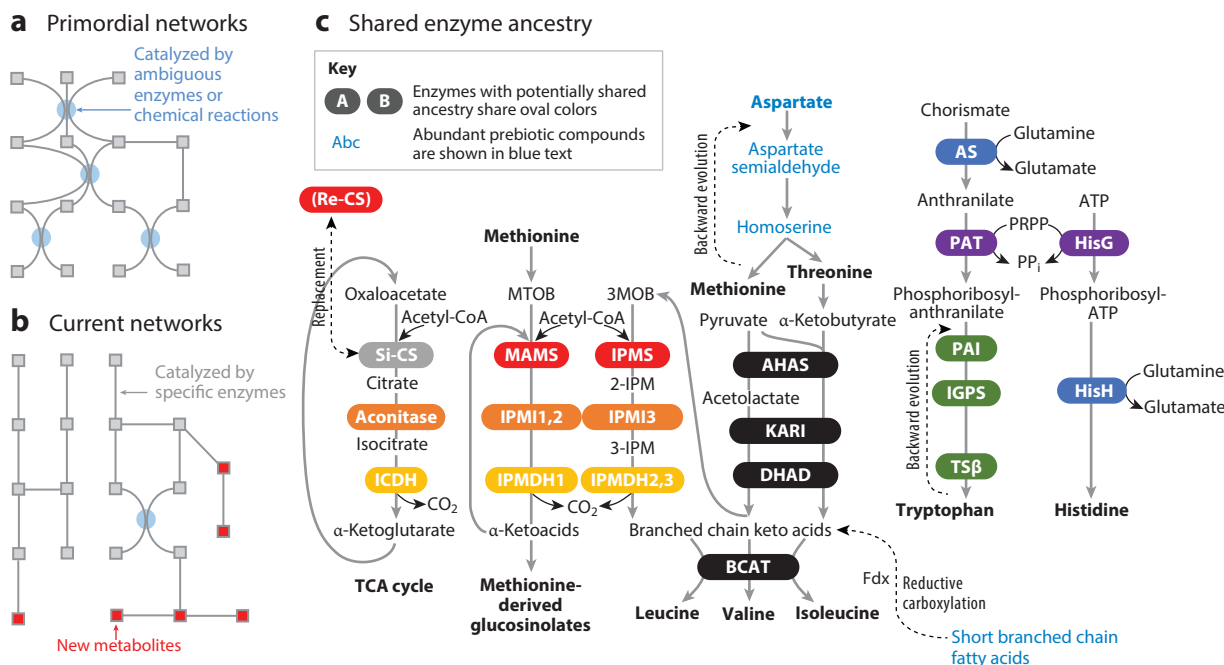 a Primordial networks
Catalyzed by
ambiguous
enzymes or
chemical reactions
b Current networks
Catalyzed by
specific enzymes
New metabolites
c Shared enzyme ancestry
Key
A B Enzymes with potentially shared
ancestry share oval colors
Abc Abundant prebiotic compounds
are shown in blue text
(Re-CS)
Replacement
Oxaloacetate
Acetyl-CoA
Si-CS
Citrate
Aconitase
Isocitrate
ICDH
CO2
α-Ketoglutarate
TCA cycle
Methionine
MTOB
3MOB
Acetyl-CoA
MAMS
IPMS
2-IPM
IPMI1,2
IPMI3
3-IPM
IPMDH1
IPMDH2,3
CO2
α-Ketoacids
Methionine-
derived
glucosinolates
Aspartate
Aspartate
semialdehyde
Homoserine
Backward evolution
Methionine
Threonine
Pyruvate
α-Ketobutyrate
AHAS
Acetolactate
KARI
DHAD
Branched chain keto acids
BCAT
Leucine
Valine
Isoleucine
Fdx
Reductive
carboxylation
Short branched chain
fatty acids
Chorismate
Glutamine
AS
Glutamate
Anthranilate
ATP
PAT
PRPP
HisG
PPi
Phosphoribosyl-
anthranilate
Phosphoribosyl-
ATP
Backward evolution
PAI
IGPS
TSβ
Tryptophan
Glutamine
HisH
Glutamate
Histidine